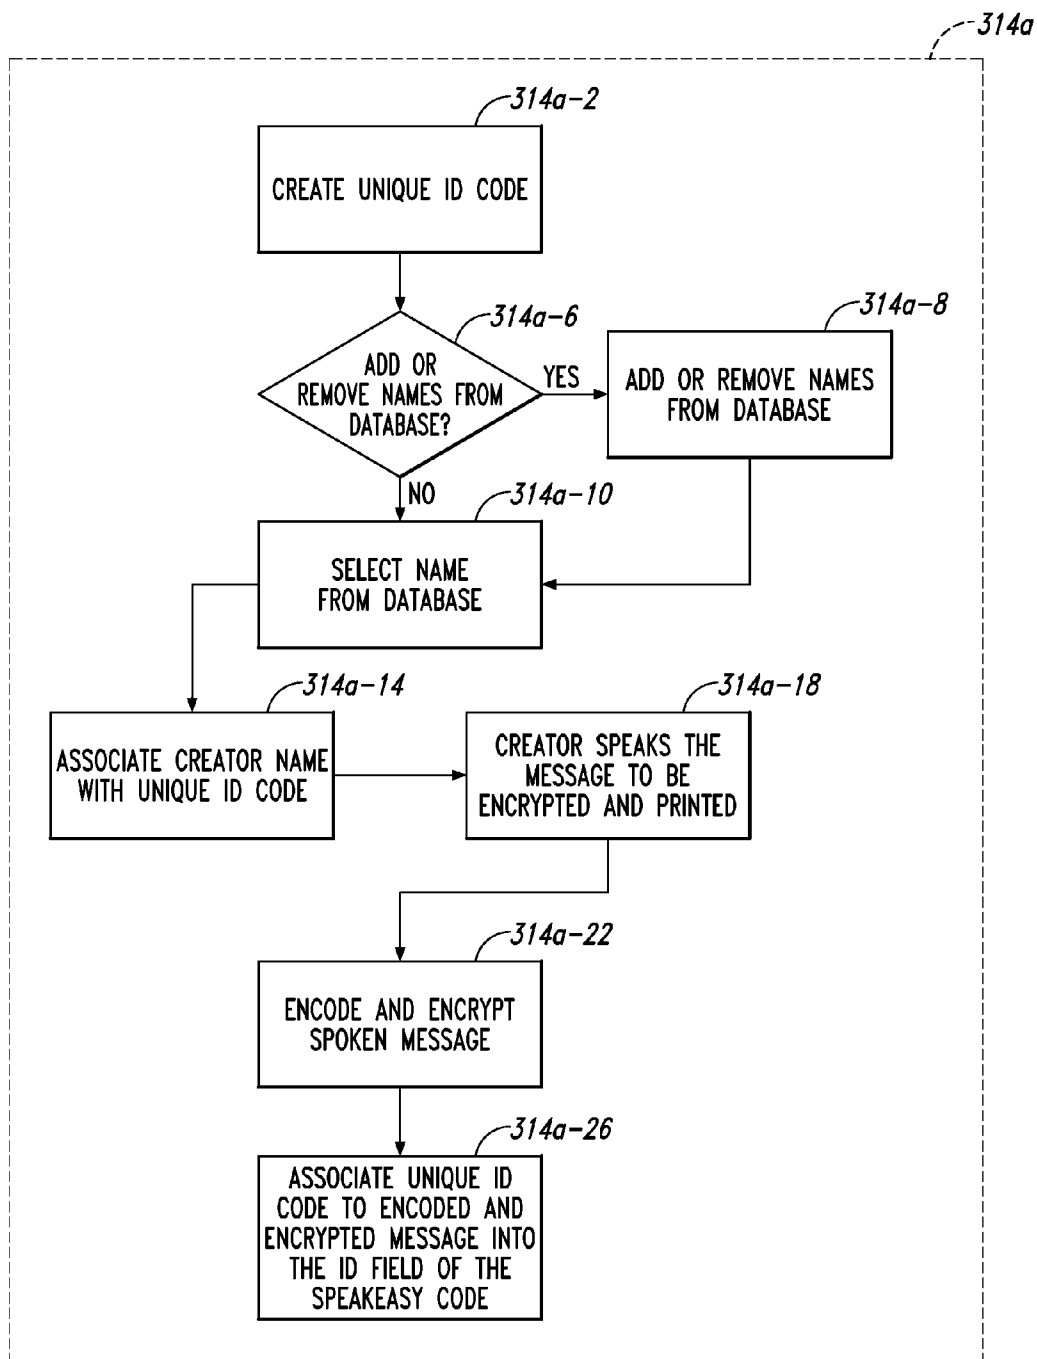 314a
314a-2
CREATE UNIQUE ID CODE
314a-6
ADD OR
REMOVE NAMES FROM
DATABASE?
YES
314a-8
ADD OR REMOVE NAMES
FROM DATABASE
NO
314a-10
SELECT NAME
FROM DATABASE
314a-14
ASSOCIATE CREATOR NAME
WITH UNIQUE ID CODE
314a-18
CREATOR SPEAKS THE
MESSAGE TO BE
ENCRYPTED AND PRINTED
314a-22
ENCODE AND ENCRYPT
SPOKEN MESSAGE
314a-26
ASSOCIATE UNIQUE ID
CODE TO ENCODED AND
ENCRYPTED MESSAGE INTO
THE ID FIELD OF THE
SPEAKEASY CODE